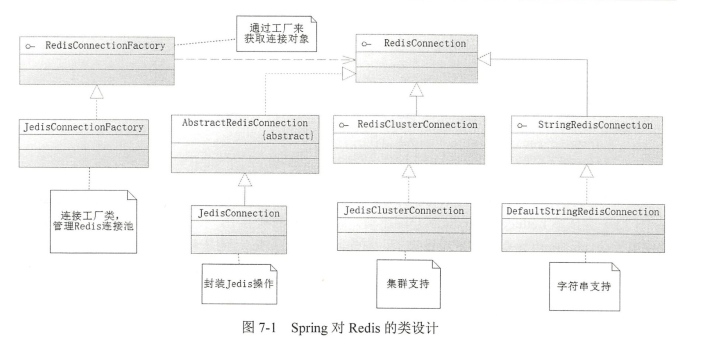 通过工厂来
获取连接对象
RedisConnectionFactory
RedisConnection
JedisConnectionFactory
AbstractRedisConnection
{abstract}
RedisClusterConnection
StringRedisConnection
连接工厂类，
管理Redis连接池
JedisConnection
JedisClusterConnection
DefaultStringRedisConnection
封装Jedis操作
集群支持
字符串支持
图 7-1 Spring 对 Redis 的类设计